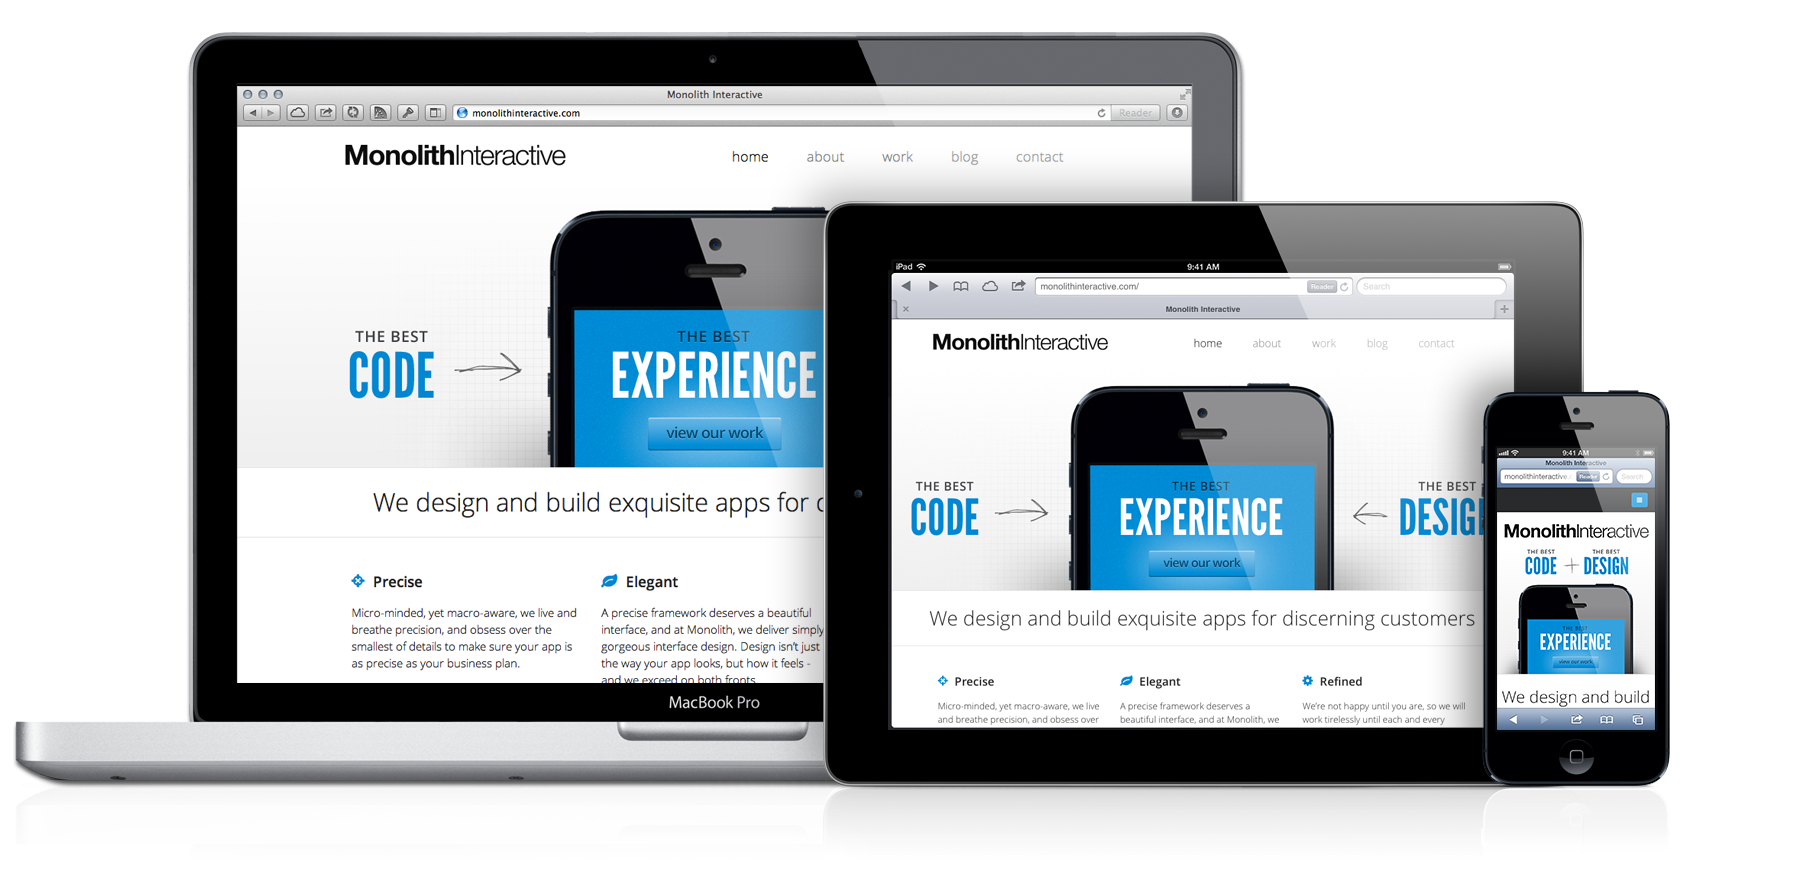 Monolith Interactive
monolithinteractive.com
Reader
MonolithInteractive
home about work blog contact
THE BEST
CODE
THE BEST
EXPERIENCE
view our work
We design and build exquisite apps for
Precise
Micro-minded, yet macro-aware, we live and
breathe precision, and obsess over the
smallest of details to make sure your app is
as precise as your business plan.
Elegant
A precise framework deserves a beautiful
interface, and at Monolith, we deliver simply
gorgeous interface design. Design isn't just
the way your app looks, but how it feels -
and we exceed on both fronts.
MacBook Pro
iPad
9:41 AM
monolithinteractive.com/
Reader
Search
Monolith Interactive
MonolithInteractive
home about work blog contact
THE BEST
CODE
THE BEST
EXPERIENCE
view our work
THE BEST
DESIG
We design and build exquisite apps for discerning customers
Precise
Micro-minded, yet macro-aware, we live
and breathe precision, and obsess over
Elegant
A precise framework deserves a
beautiful interface, and at Monolith, we
Refined
We're not happy until you are, so we will
work tirelessly until each and every
9:41 AM
Monolith Interactive
monolithinteractive...
Reader
Search
MonolithInteractive
THE BEST
CODE
+
THE BEST
DESIGN
THE BEST
EXPERIENCE
view our work
We design and build